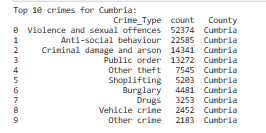 Top 10 crimes for Cumbria:
Crime_Type count County
0 Violence and sexual offences 52374 Cumbria
1 Anti-social behaviour 22585 Cumbria
2 Criminal damage and arson 14341 Cumbria
3 Public order 13272 Cumbria
4 Other theft 7545 Cumbria
5 Shoplifting 5203 Cumbria
6 Burglary 4481 Cumbria
7 Drugs 3253 Cumbria
8 Vehicle crime 2452 Cumbria
9 Other crime 2183 Cumbria